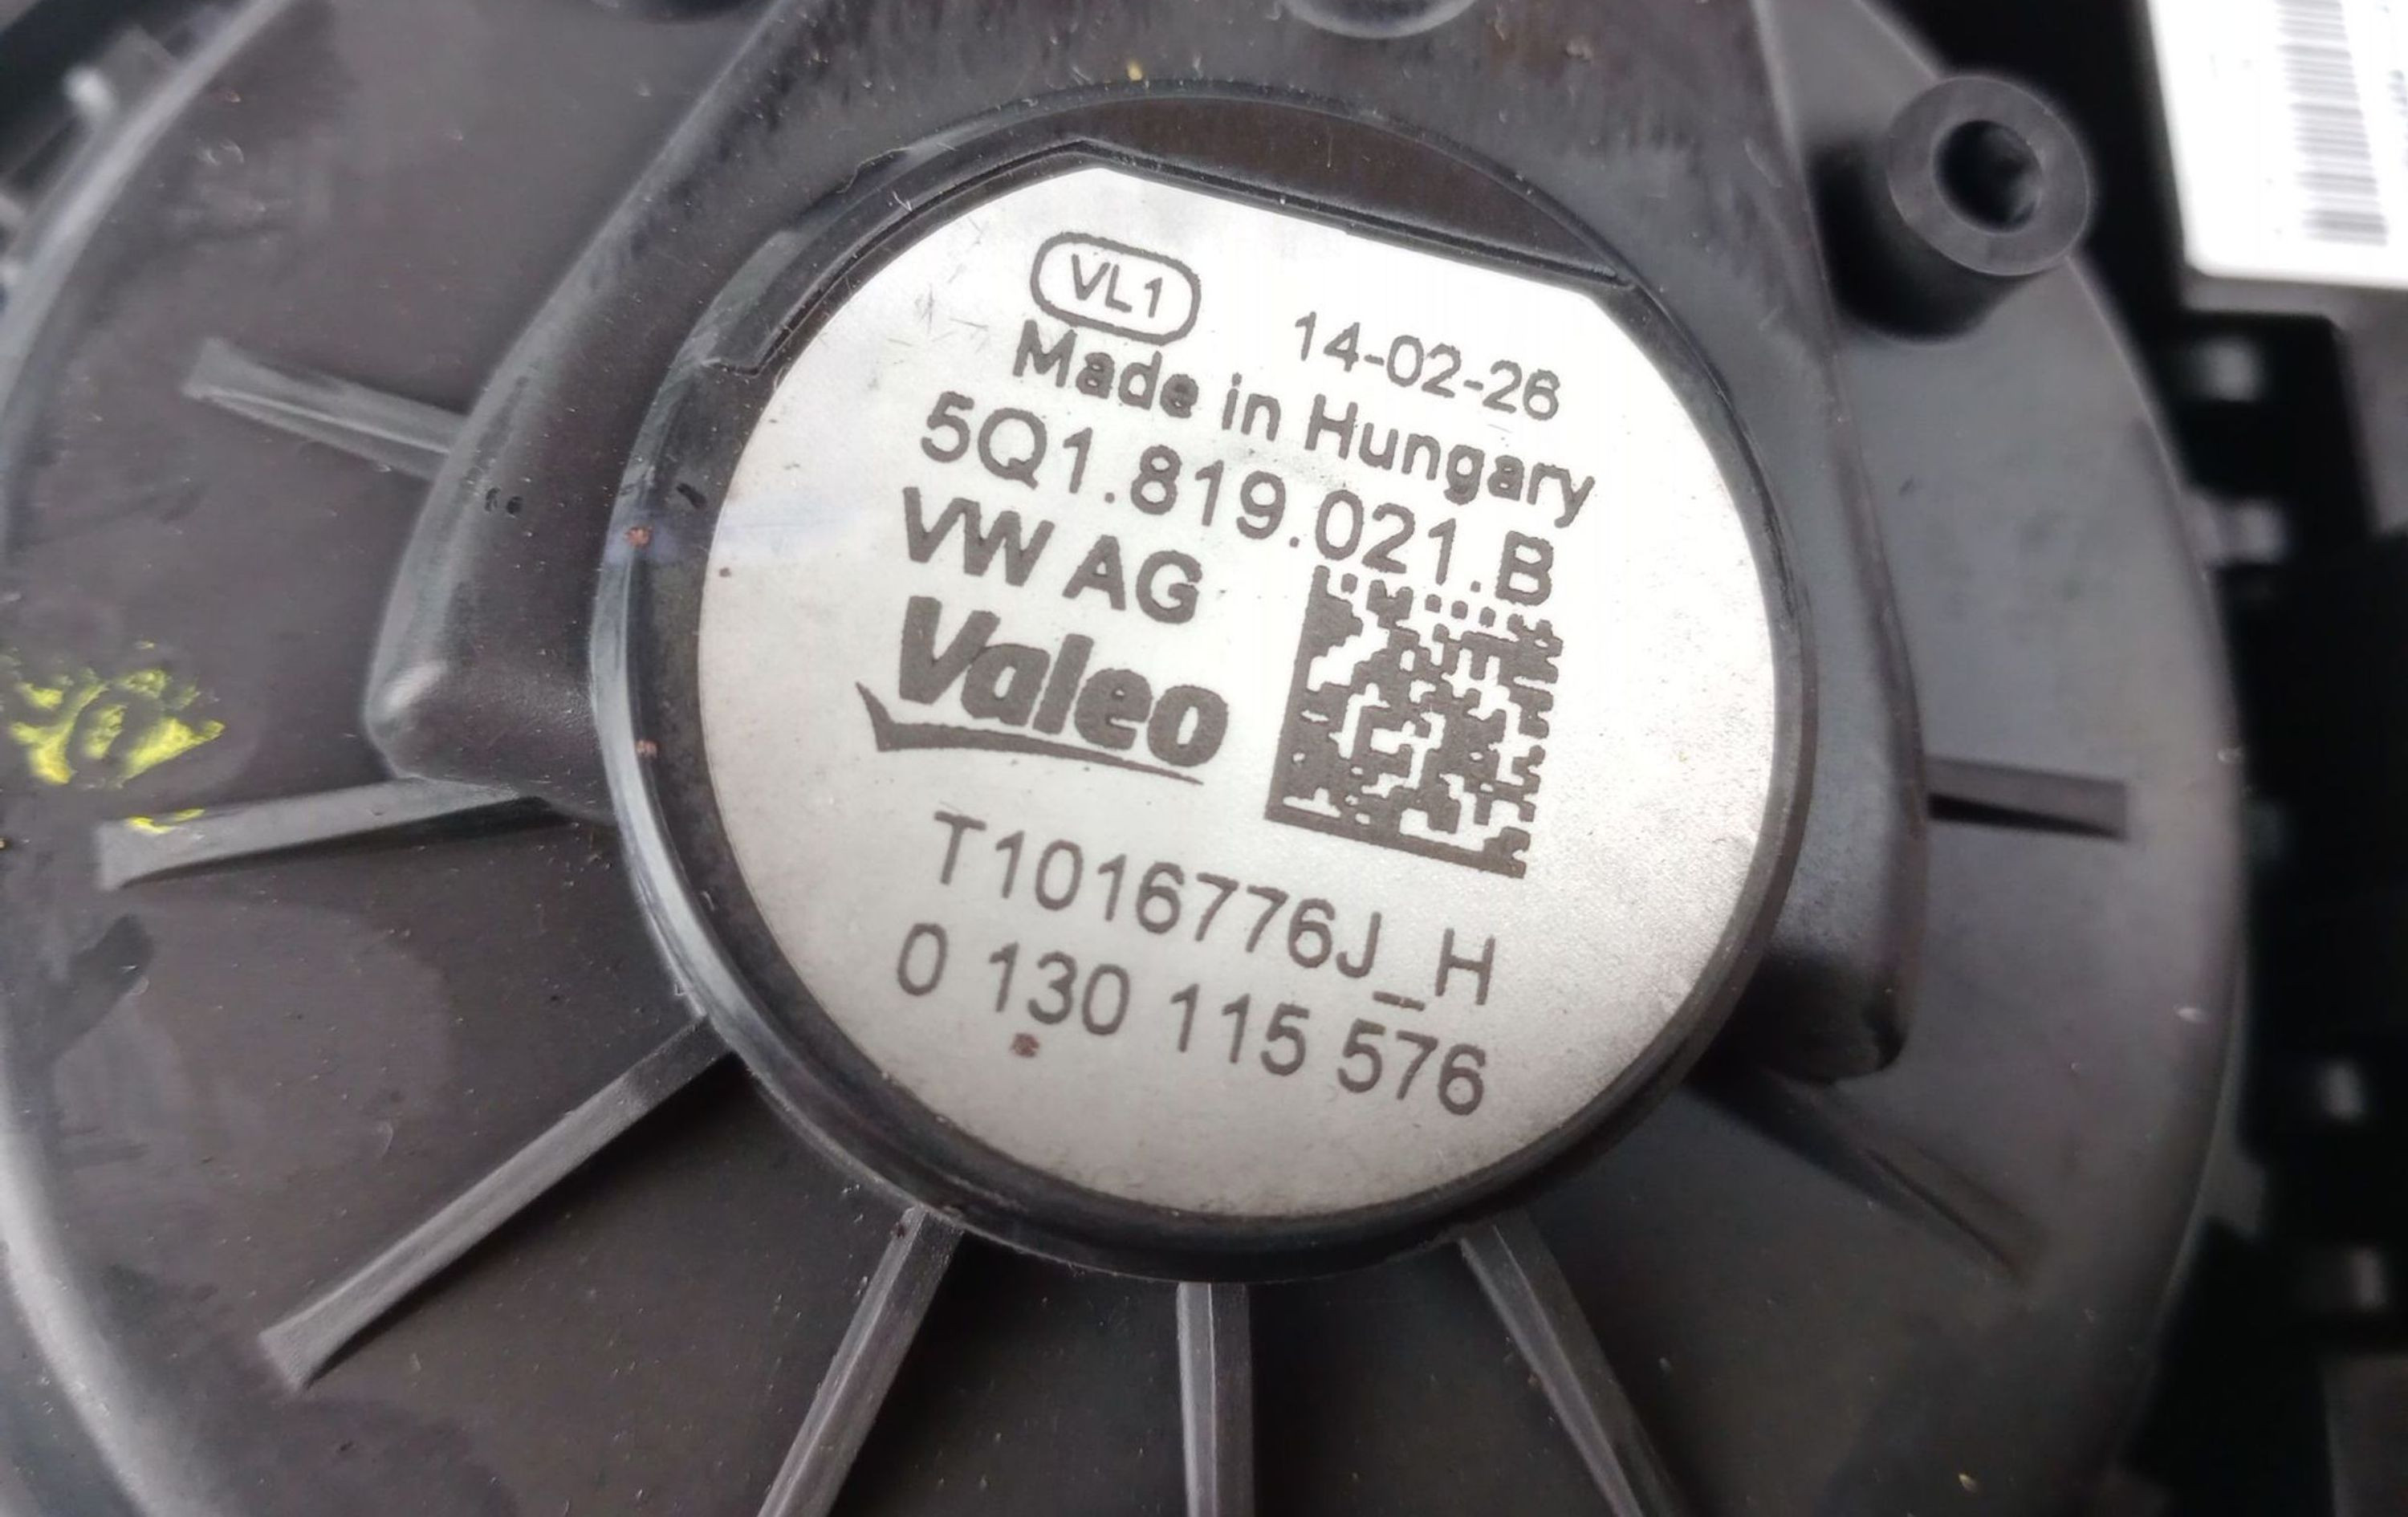 VL1
14-02-26
Made in Hungary
5Q1.819.021.B
VW AG
Valeo
T1016776J_H
0 130 115 576